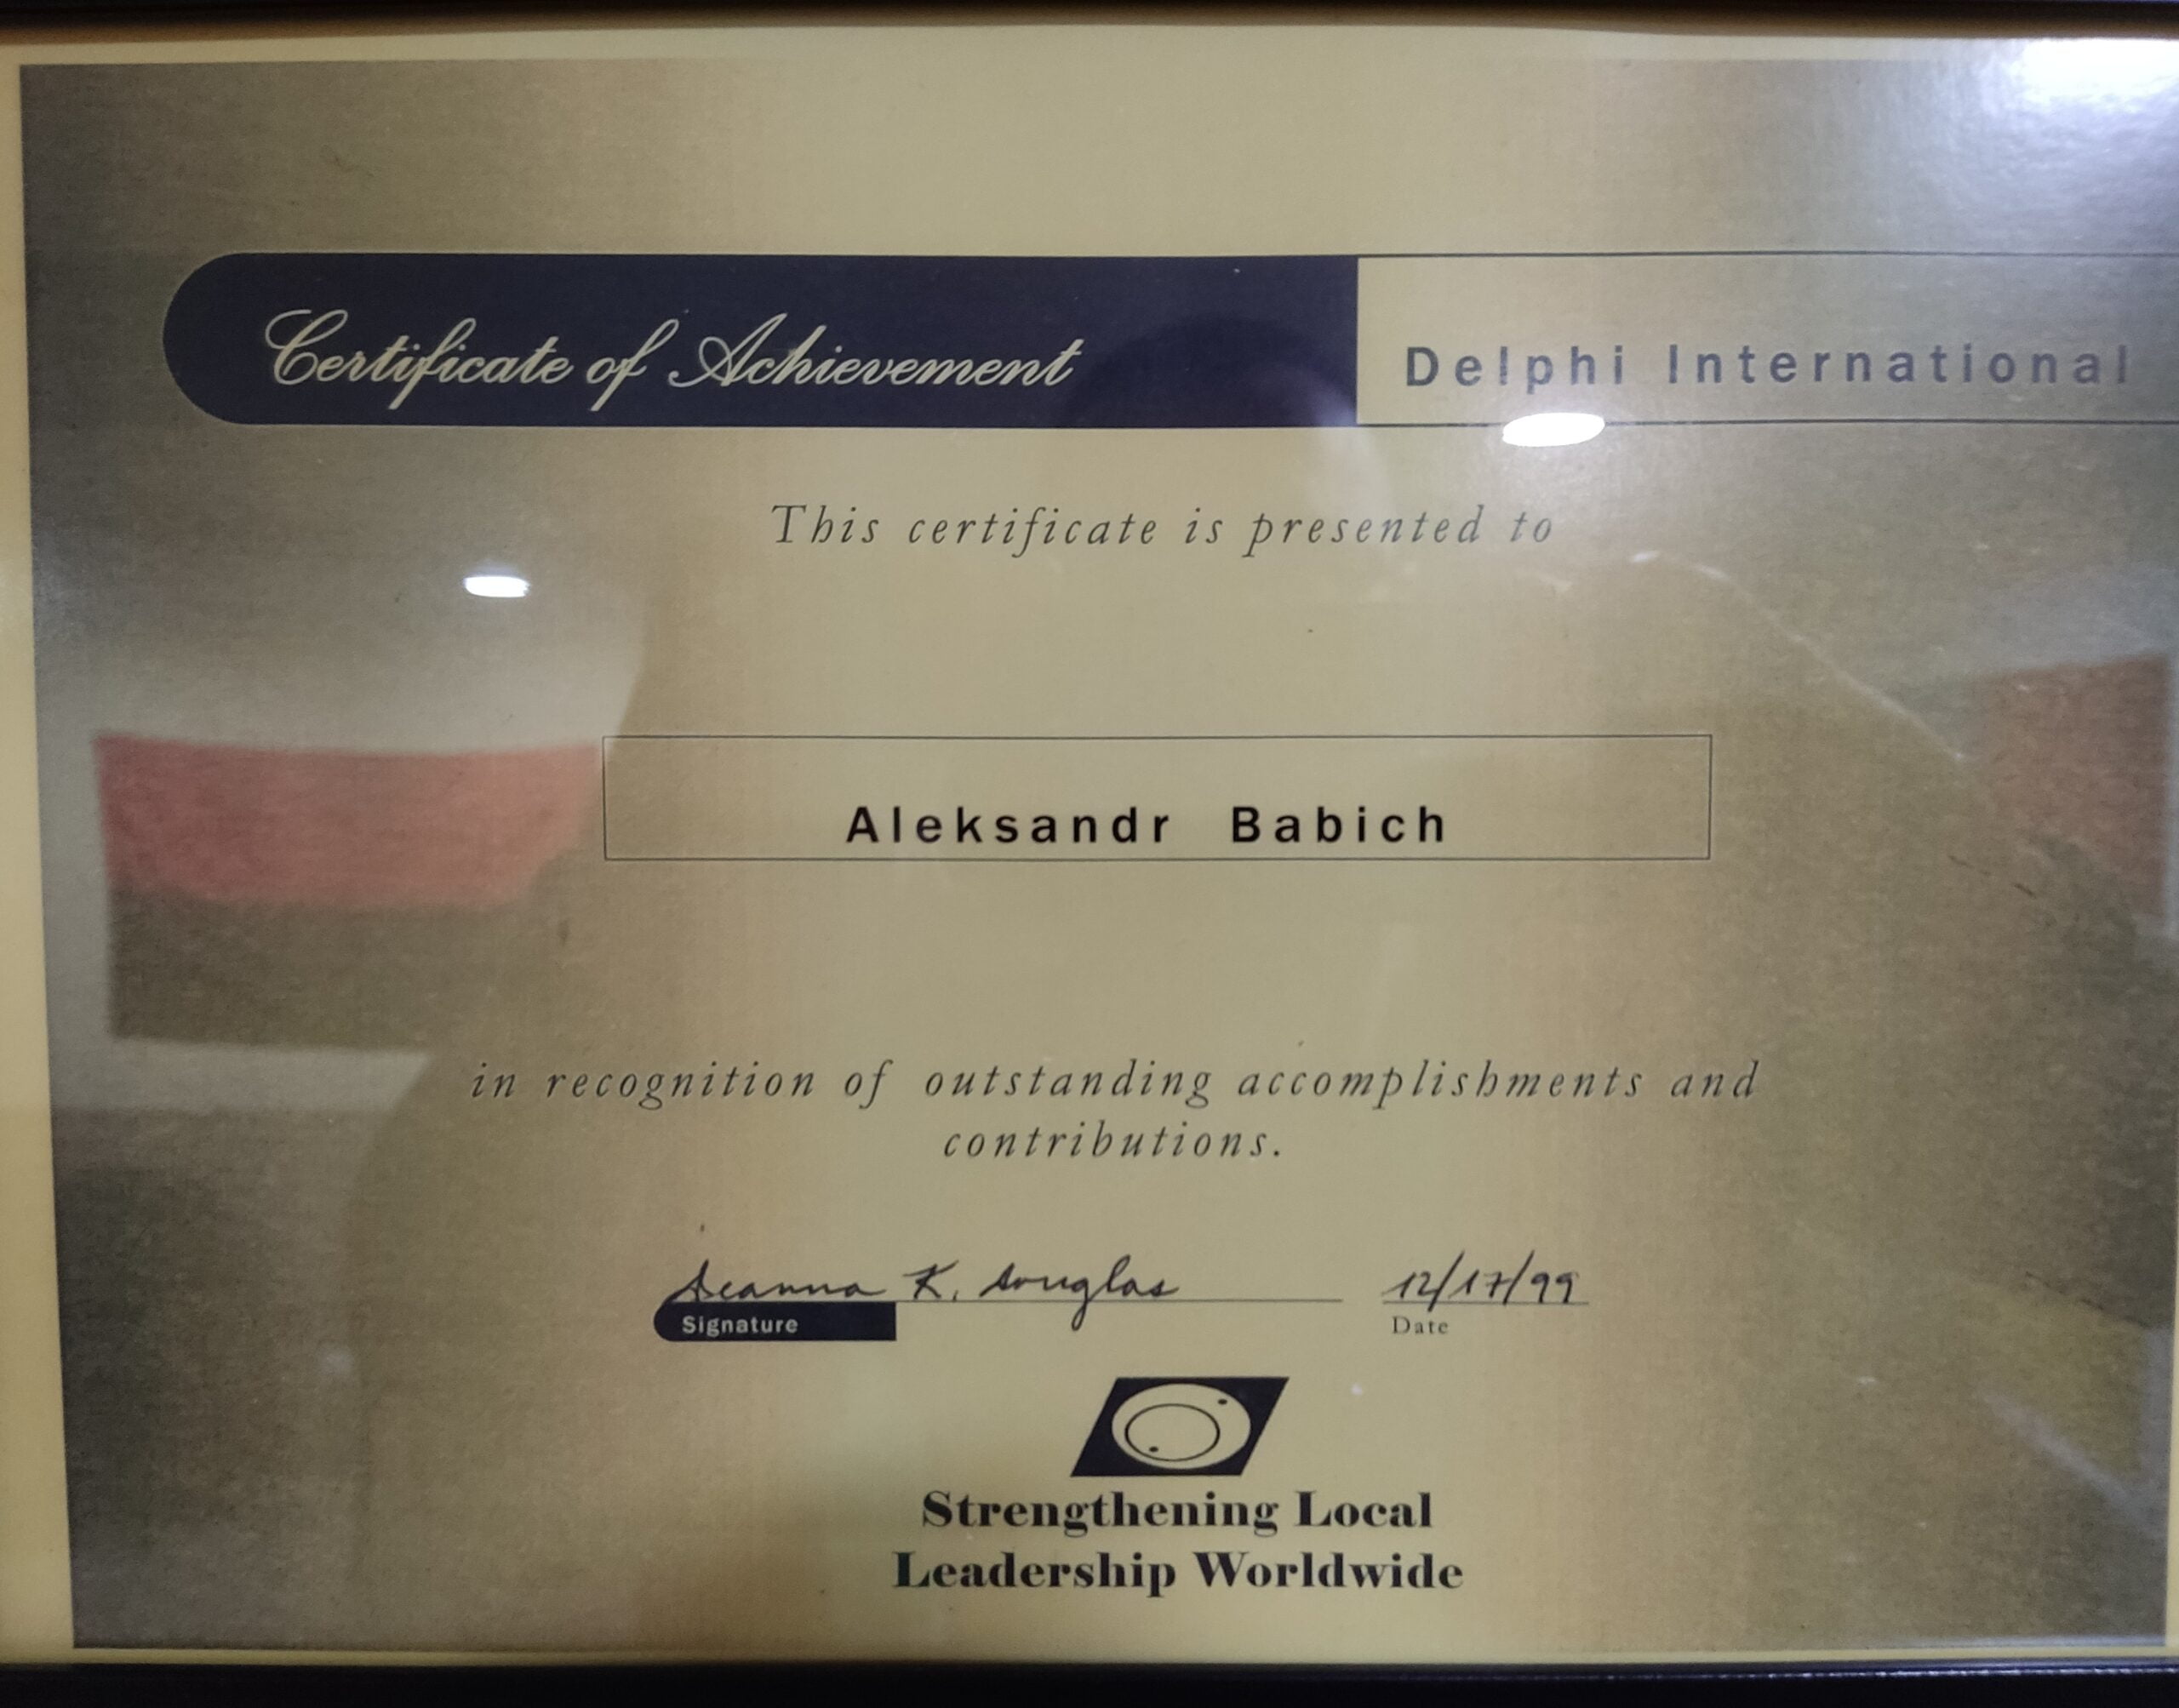 Certificate of Achievement
Delphi International
This certificate is presented to
Aleksandr Babich
in recognition of outstanding accomplishments and
contributions.
Deanna K. Douglas
12/17/99
Signature
Date
Strengthening Local
Leadership Worldwide